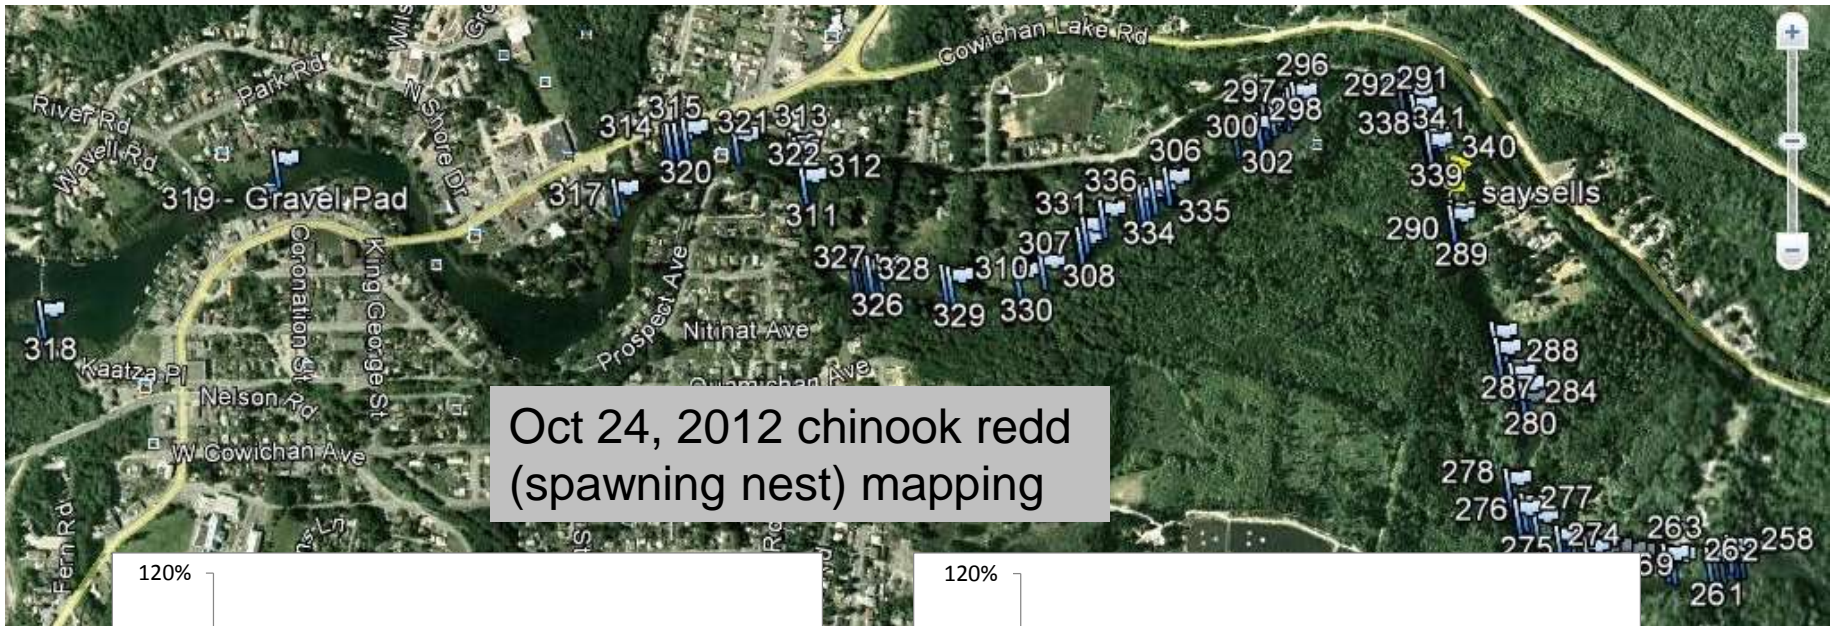 Cowichan Lake Rd
N Shore Dr
Park Rd
River Rd
Wavell Rd
296
297
298
300
302
292
291
338
341
340
339
saysells
290
289
315
314
321
313
322
312
320
317
311
319 - Gravel Pad
306
336
335
331
334
307
308
327
328
310
326
329
330
318
Kaatza Pl
Coronation St
King George St
Prospect Ave
Nitinat Ave
Quamichan Ave
Nelson Rd
W Cowichan Ave
Fern Rd
288
287
284
280
278
277
276
275
274
263
262
258
69
261
Oct 24, 2012 chinook redd
(spawning nest) mapping
120%
120%